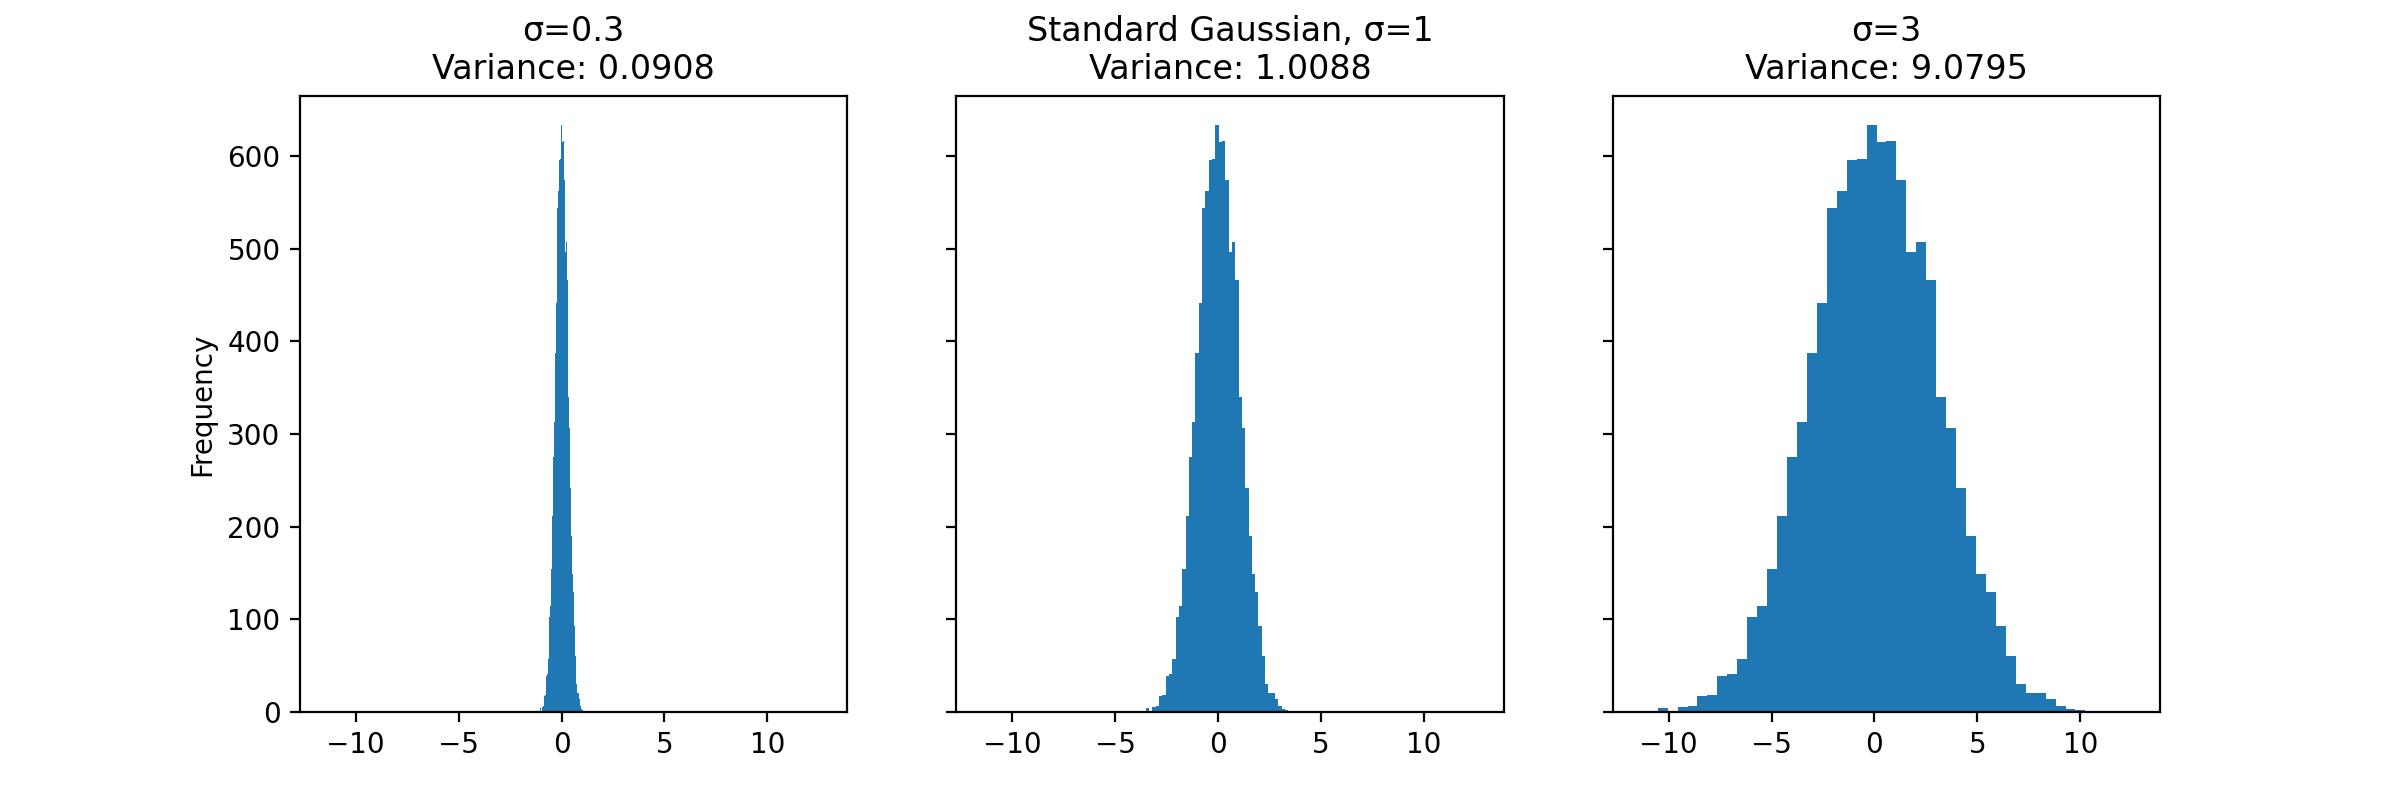 σ=0.3
Variance: 0.0908
Standard Gaussian, σ=1
Variance: 1.0088
σ=3
Variance: 9.0795
Frequency
600
500
400
300
200
100
0
−10 −5 0 5 10
−10 −5 0 5 10
−10 −5 0 5 10